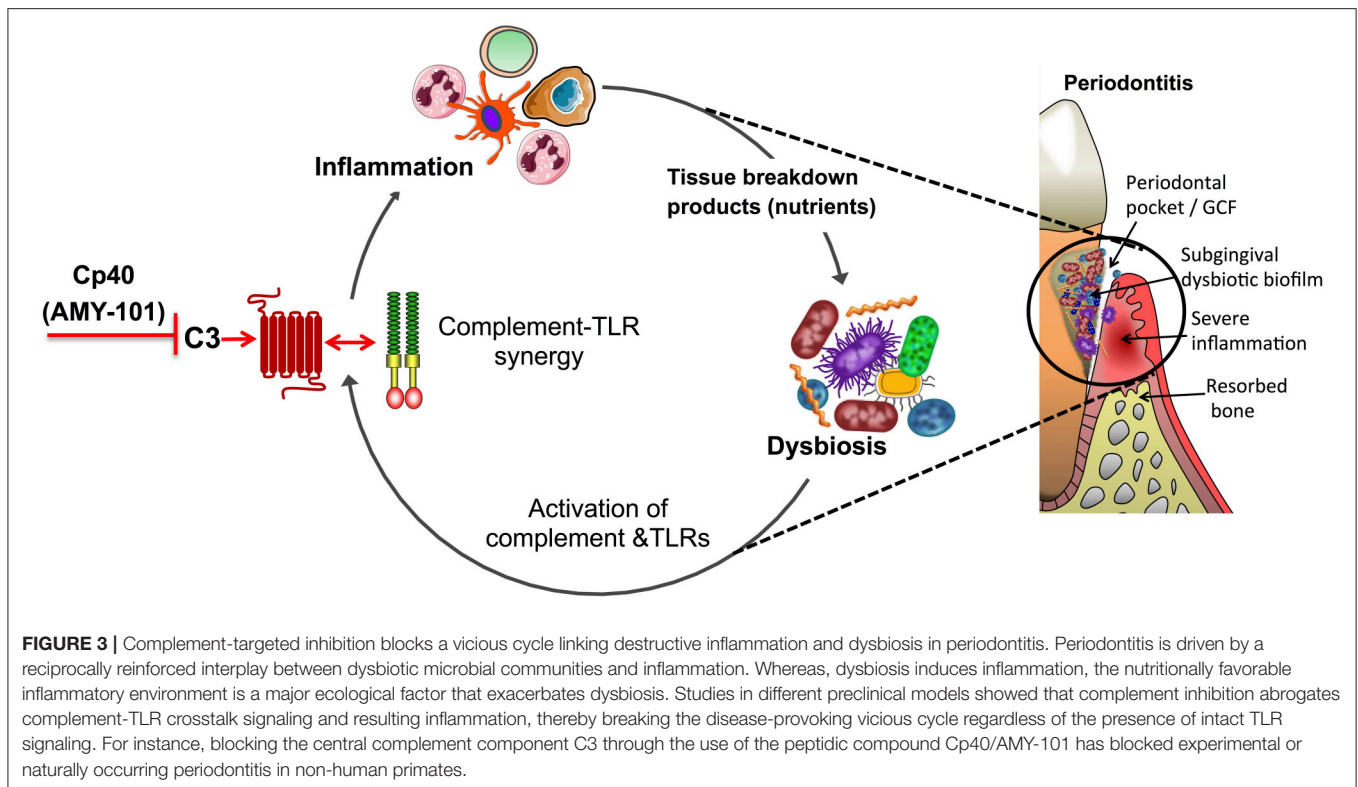 Periodontitis
Inflammation
Tissue breakdown
products (nutrients)
Periodontal
pocket / GCF
Subgingival
dysbiotic biofilm
Severe
inflammation
Resorbed
bone
Cp40
(AMY-101)
C3
Complement-TLR
synergy
Dysbiosis
Activation of
complement &TLRs
FIGURE 3 | Complement-targeted inhibition blocks a vicious cycle linking destructive inflammation and dysbiosis in periodontitis. Periodontitis is driven by a
reciprocally reinforced interplay between dysbiotic microbial communities and inflammation. Whereas, dysbiosis induces inflammation, the nutritionally favorable
inflammatory environment is a major ecological factor that exacerbates dysbiosis. Studies in different preclinical models showed that complement inhibition abrogates
complement-TLR crosstalk signaling and resulting inflammation, thereby breaking the disease-provoking vicious cycle regardless of the presence of intact TLR
signaling. For instance, blocking the central complement component C3 through the use of the peptidic compound Cp40/AMY-101 has blocked experimental or
naturally occurring periodontitis in non-human primates.